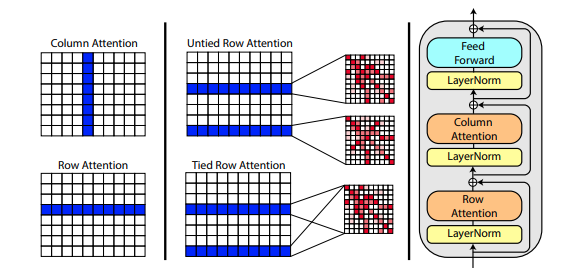 Column Attention
Row Attention
Untied Row Attention
Tied Row Attention
Feed
Forward
LayerNorm
Column
Attention
LayerNorm
Row
Attention
LayerNorm